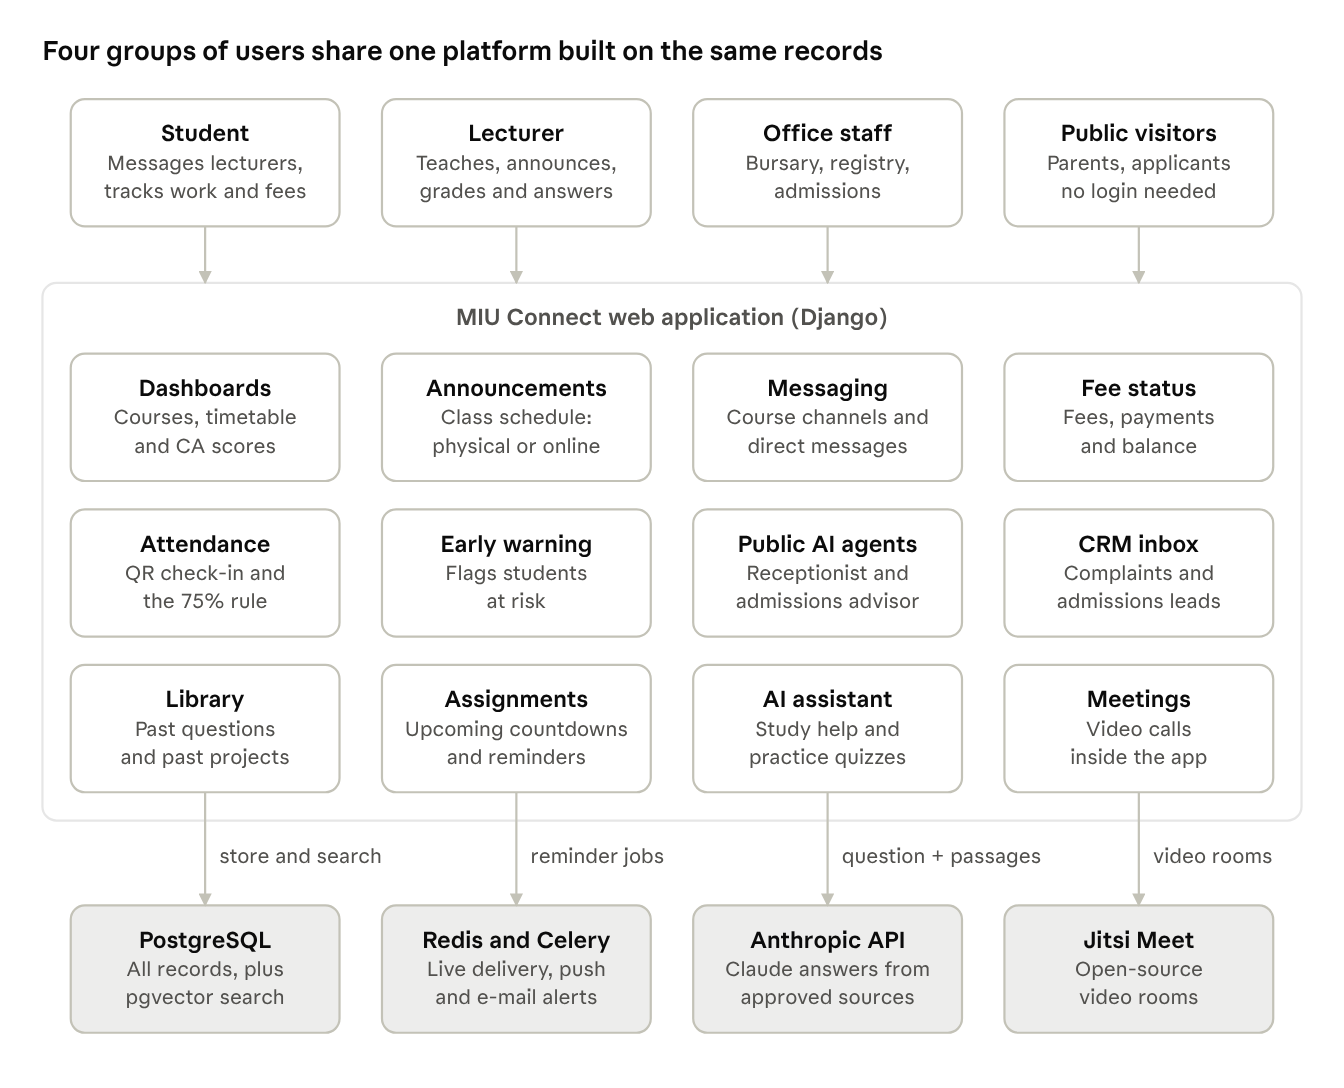 Four groups of users share one platform built on the same records
Student
Messages lecturers,
tracks work and fees
Lecturer
Teaches, announces,
grades and answers
Office staff
Bursary, registry,
admissions
Public visitors
Parents, applicants
no login needed
MIU Connect web application (Django)
Dashboards
Courses, timetable
and CA scores
Announcements
Class schedule:
physical or online
Messaging
Course channels and
direct messages
Fee status
Fees, payments
and balance
Attendance
QR check-in and
the 75% rule
Early warning
Flags students
at risk
Public AI agents
Receptionist and
admissions advisor
CRM inbox
Complaints and
admissions leads
Library
Past questions
and past projects
Assignments
Upcoming countdowns
and reminders
AI assistant
Study help and
practice quizzes
Meetings
Video calls
inside the app
store and search
reminder jobs
question + passages
video rooms
PostgreSQL
All records, plus
pgvector search
Redis and Celery
Live delivery, push
and e-mail alerts
Anthropic API
Claude answers from
approved sources
Jitsi Meet
Open-source
video rooms